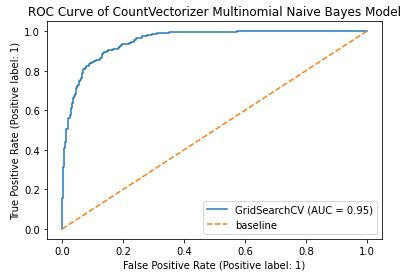 ROC Curve of CountVectorizer Multinomial Naive Bayes Model
True Positive Rate (Positive label: 1)
1.0
0.8
0.6
0.4
0.2
0.0
GridSearchCV (AUC = 0.95)
baseline
0.0 0.2 0.4 0.6 0.8 1.0
False Positive Rate (Positive label: 1)